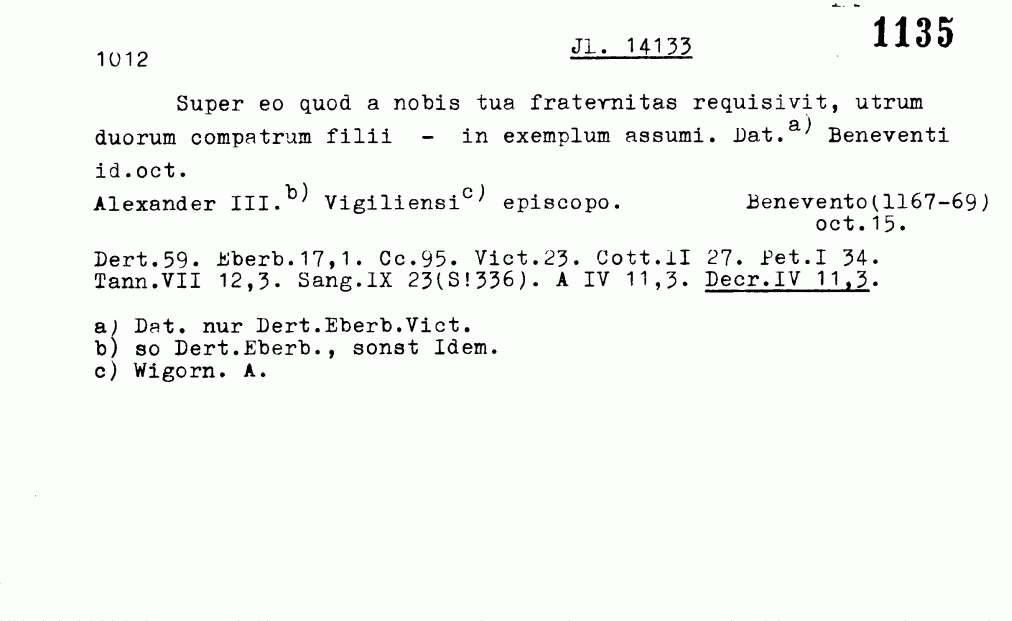 1135
1012 Jl. 14133
Super eo quod a nobis tua fraternitas requisivit, utrum
duorum compatrum filii - in exemplum assumi. Dat.a) Beneventi
id.oct.
Alexander III.b) Vigiliensic) episcopo. Benevento(1167-69)
oct.15.
Dert.59. Eberb.17,1. Cc.95. Vict.23. Cott.II 27. Pet.I 34.
Tann.VII 12,3. Sang.IX 23(S!336). A IV 11,3. Decr.IV 11,3.
a) Dat. nur Dert.Eberb.Vict.
b) so Dert.Eberb., sonst Idem.
c) Wigorn. A.